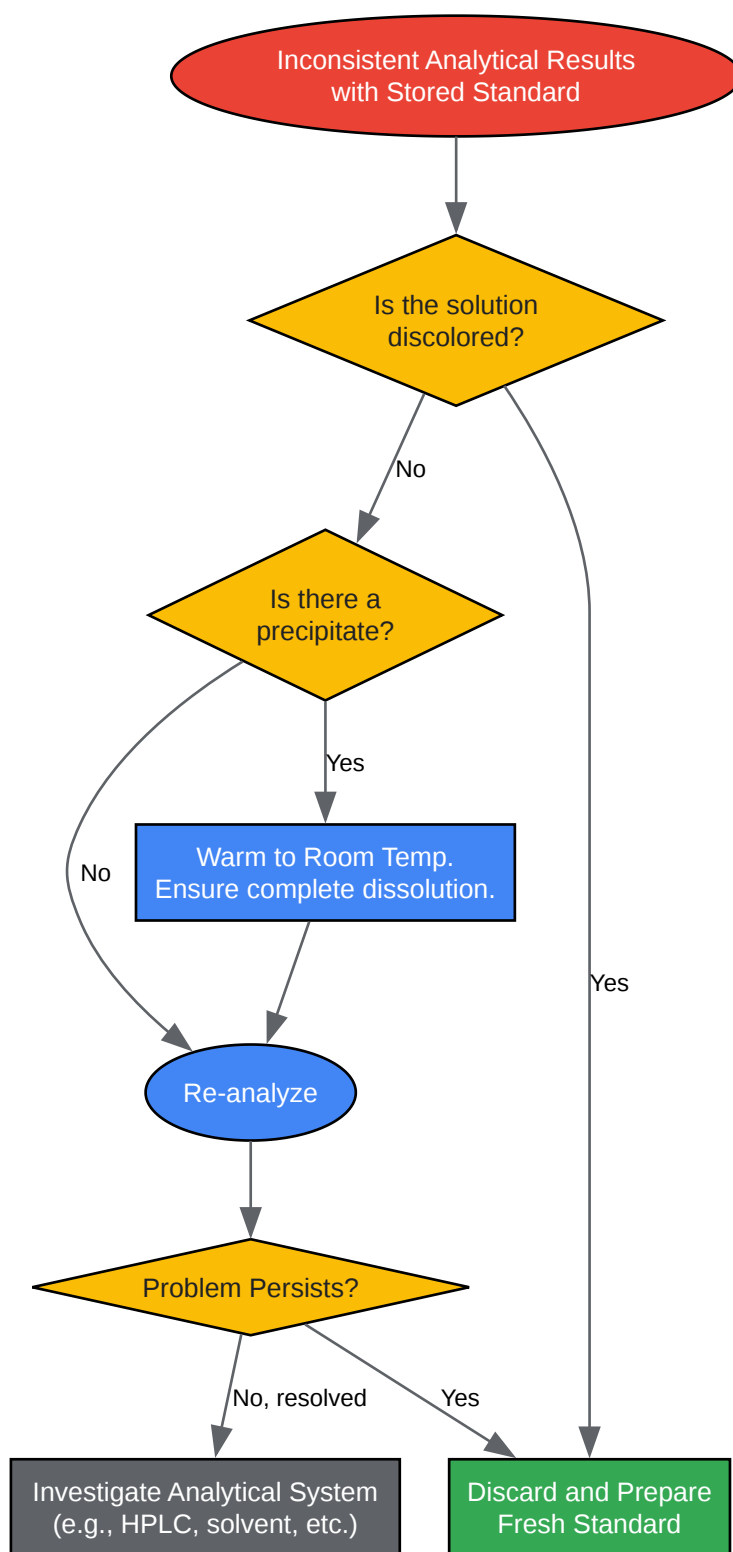 Inconsistent Analytical Results
with Stored Standard
Is the solution
discolored?
No
Is there a
precipitate?
Yes
Warm to Room Temp.
Ensure complete dissolution.
No
Yes
Re-analyze
Problem Persists?
No, resolved
Yes
Investigate Analytical System
(e.g., HPLC, solvent, etc.)
Discard and Prepare
Fresh Standard